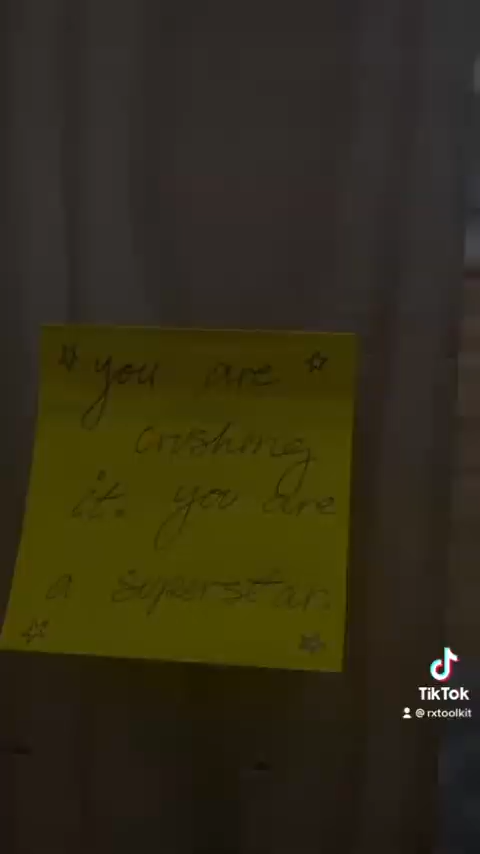 you are
crushing
it. you are
a superstar.
TikTok
@rxtoolkit